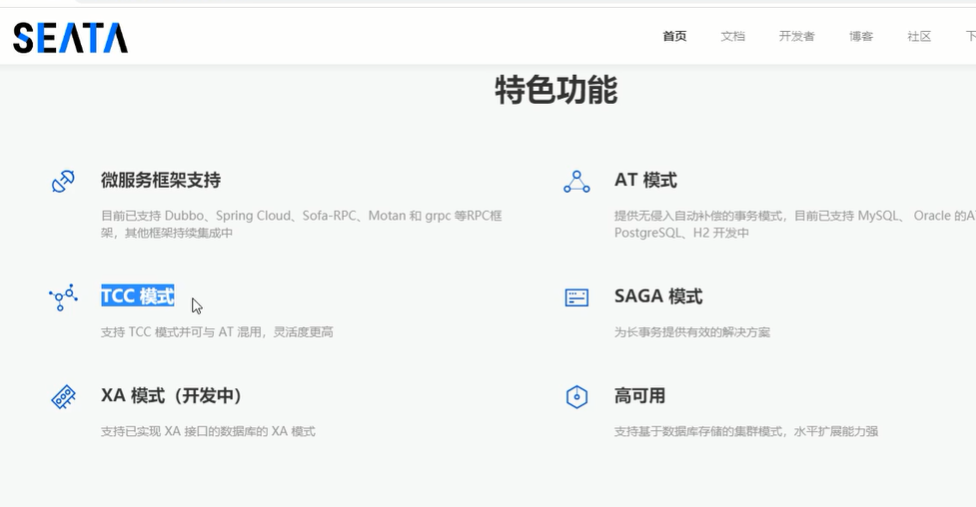 SEATA
首页 文档 开发者 博客 社区 下
特色功能
微服务框架支持
目前已支持 Dubbo、Spring Cloud、Sofa-RPC、Motan 和 grpc 等RPC框
架，其他框架持续集成中
AT 模式
提供无侵入自动补偿的事务模式，目前已支持 MySQL、 Oracle 的A
PostgreSQL、H2 开发中
TCC 模式
支持 TCC 模式并可与 AT 混用，灵活度更高
SAGA 模式
为长事务提供有效的解决方案
XA 模式（开发中）
支持已实现 XA 接口的数据库的 XA 模式
高可用
支持基于数据库存储的集群模式，水平扩展能力强